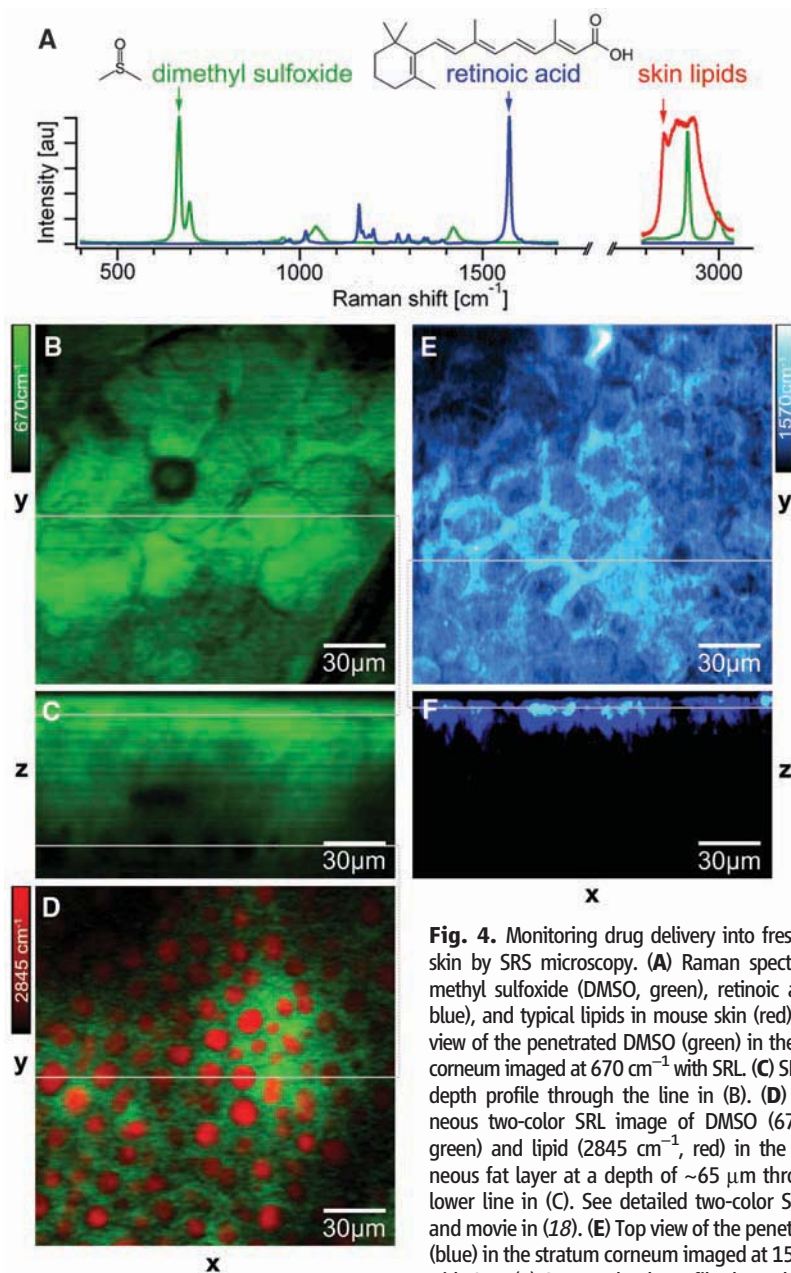 A
O
S
O
OH
dimethyl sulfoxide
retinoic acid
skin lipids
Intensity [au]
500
1000
1500
3000
Raman shift [cm⁻¹]
B
670cm⁻¹
y
30µm
E
1570cm⁻¹
y
30µm
C
z
30µm
F
z
30µm
x
D
2845 cm⁻¹
y
30µm
x
Fig. 4. Monitoring drug delivery into fres
skin by SRS microscopy. (A) Raman spect
methyl sulfoxide (DMSO, green), retinoic a
blue), and typical lipids in mouse skin (red)
view of the penetrated DMSO (green) in the
corneum imaged at 670 cm⁻¹ with SRL. (C) S
depth profile through the line in (B). (D)
neous two-color SRL image of DMSO (67
green) and lipid (2845 cm⁻¹, red) in the
neous fat layer at a depth of ~65 µm thro
lower line in (C). See detailed two-color S
and movie in (18). (E) Top view of the penet
(blue) in the stratum corneum imaged at 15